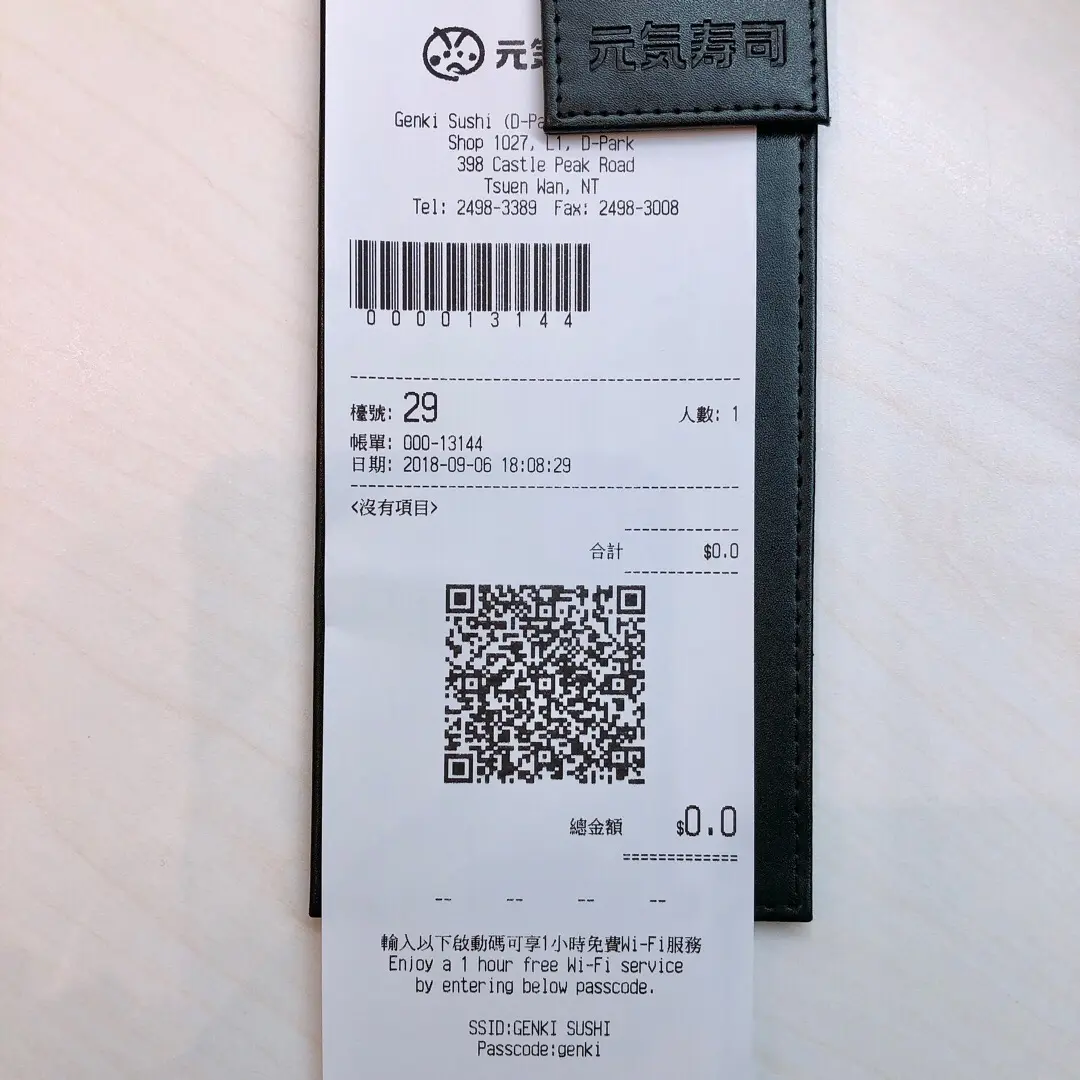 元気寿司
元
Genki Sushi (D-Pa
Shop 1027, L1, D-Park
398 Castle Peak Road
Tsuen Wan, NT
Tel: 2498-3389 Fax: 2498-3008
000013144
檯號: 29 人數: 1
帳單: 000-13144
日期: 2018-09-06 18:08:29
<沒有項目>
合計 $0.0
總金額 $0.0
輸入以下啟動碼可享1小時免費Wi-Fi服務
Enjoy a 1 hour free Wi-Fi service
by entering below passcode.
SSID:GENKI SUSHI
Passcode:genki